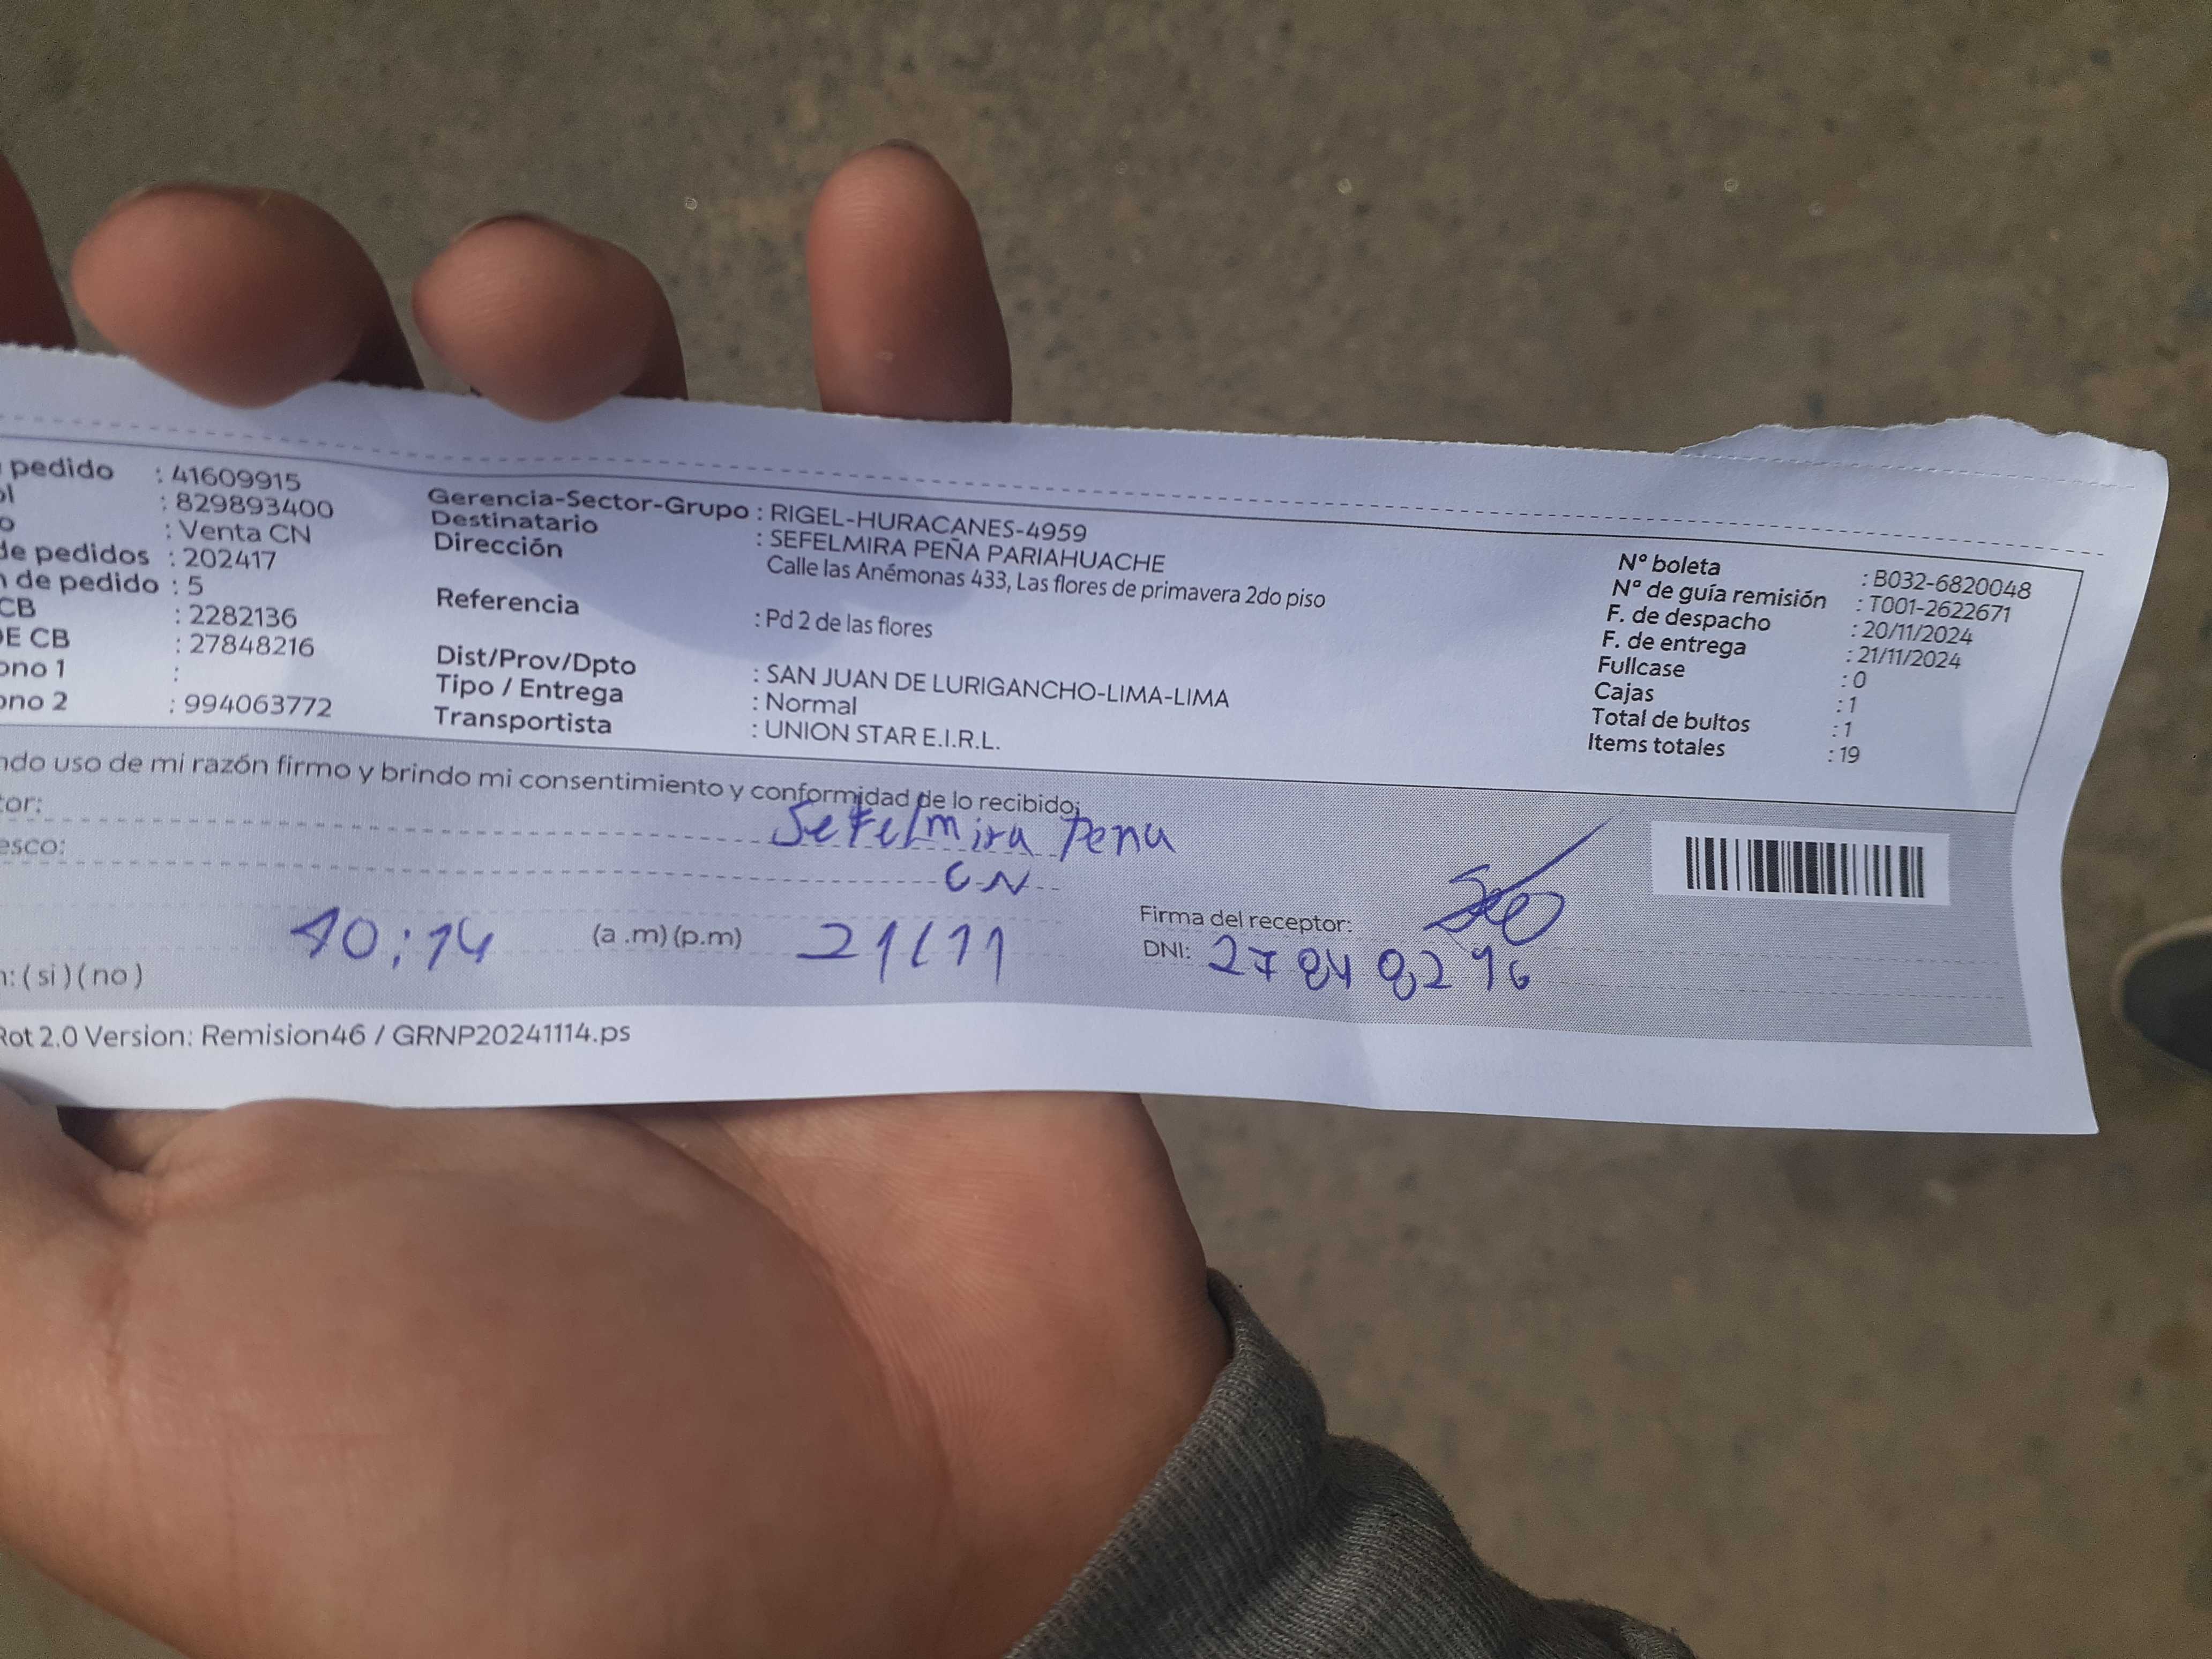 pedido : 41609915
: 829893400
: Venta CN
de pedidos : 202417
de pedido : 5
CB : 2282136
E CB : 27848216
ono 1 :
ono 2 : 994063772
Gerencia-Sector-Grupo : RIGEL-HURACANES-4959
Destinatario : SEFELMIRA PEÑA PARIAHUACHE
Dirección Calle las Anémonas 433, Las flores de primavera 2do piso
Referencia : Pd 2 de las flores
Dist/Prov/Dpto : SAN JUAN DE LURIGANCHO-LIMA-LIMA
Tipo / Entrega : Normal
Transportista : UNION STAR E.I.R.L.
N° boleta : B032-6820048
N° de guía remisión : T001-2622671
F. de despacho : 20/11/2024
F. de entrega : 21/11/2024
Fullcase : 0
Cajas : 1
Total de bultos : 1
Items totales : 19
ndo uso de mi razón firmo y brindo mi consentimiento y conformidad de lo recibido;
tor: Sefelmira Pena
esco: CN
10:14 (a .m) (p.m) 21/11
Firma del receptor:
DNI: 27848216
n: ( si ) ( no )
Rot 2.0 Version: Remision46 / GRNP20241114.ps